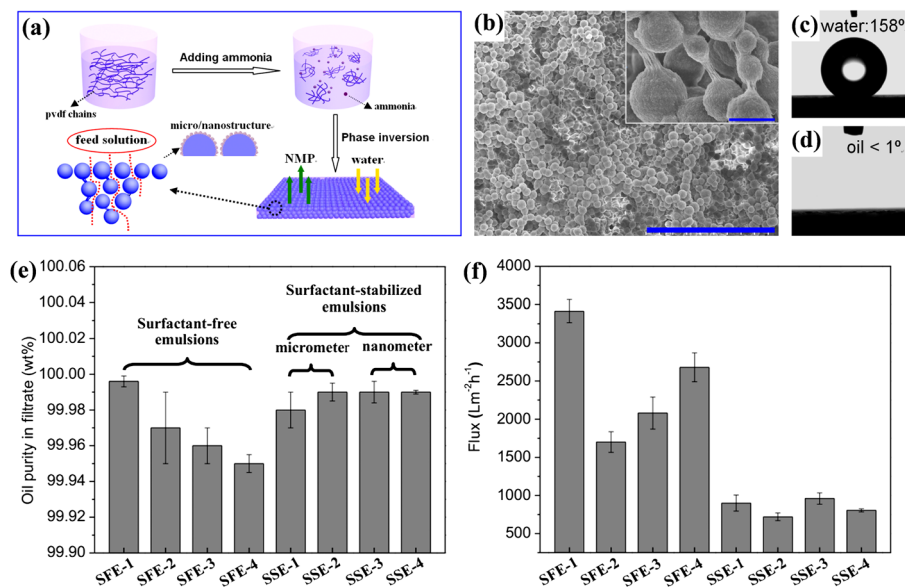 (a)
Adding ammonia
pvdf chains
ammonia
micro/nanostructure
Phase inversion
feed solution
NMP
water
(b)
(c)
water:158º
(d)
oil < 1º
(e)
100.06
100.04
100.02
100.00
99.98
99.96
99.94
99.92
99.90
Oil purity in filtrate (wt%)
Surfactant-free
emulsions
Surfactant-stabilized
emulsions
micrometer
nanometer
SFE-1 SFE-2 SFE-3 SFE-4 SSE-1 SSE-2 SSE-3 SSE-4
(f)
4000
3500
3000
2500
2000
1500
1000
500
Flux (Lm⁻²h⁻¹)
SFE-1 SFE-2 SFE-3 SFE-4 SSE-1 SSE-2 SSE-3 SSE-4